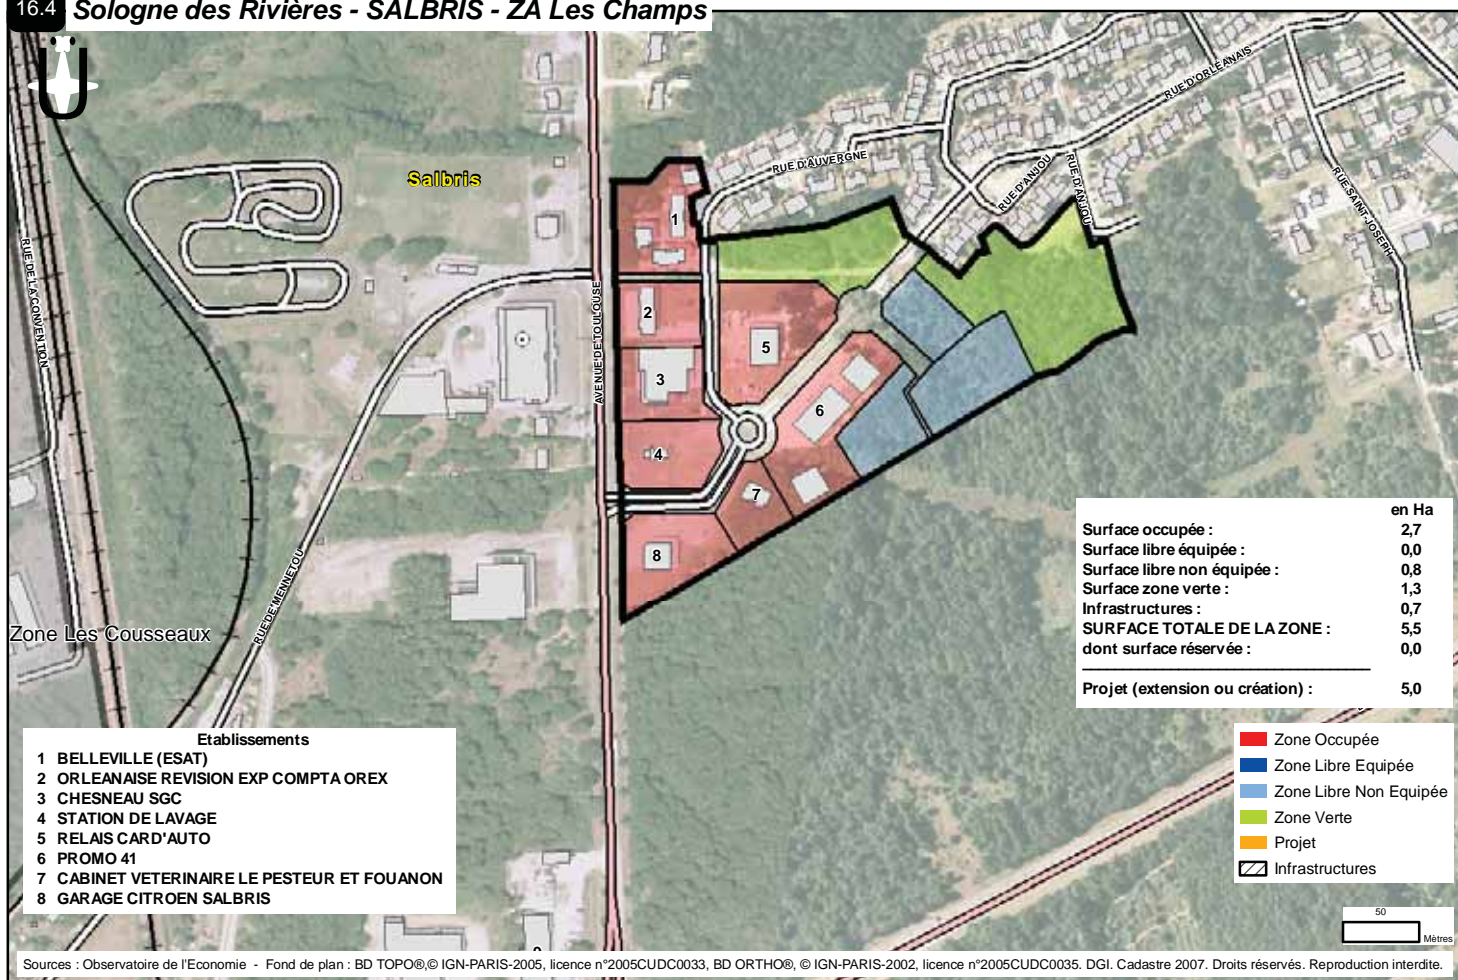 16.4 Sologne des Rivières - SALBRIS - ZA Les Champs
Salbris
RUE D'ORLEANAIS
RUE D'AUVERGNE
RUE D'ANJOU
RUE D'ANJOU
RUE SAINT-JOSEPH
RUE DE LA CONVENTION
AVENUE DE TOULOUSE
RUE DE MENNETOU
Zone Les Cousseaux
1
2
3
4
5
6
7
8
en Ha
Surface occupée : 2,7
Surface libre équipée : 0,0
Surface libre non équipée : 0,8
Surface zone verte : 1,3
Infrastructures : 0,7
SURFACE TOTALE DE LA ZONE : 5,5
dont surface réservée : 0,0
Projet (extension ou création) : 5,0
Etablissements
1 BELLEVILLE (ESAT)
2 ORLEANAISE REVISION EXP COMPTA OREX
3 CHESNEAU SGC
4 STATION DE LAVAGE
5 RELAIS CARD'AUTO
6 PROMO 41
7 CABINET VETERINAIRE LE PESTEUR ET FOUANON
8 GARAGE CITROEN SALBRIS
Zone Occupée
Zone Libre Equipée
Zone Libre Non Equipée
Zone Verte
Projet
Infrastructures
50
Mètres
Sources : Observatoire de l'Economie - Fond de plan : BD TOPO®,© IGN-PARIS-2005, licence n°2005CUDC0033, BD ORTHO®, © IGN-PARIS-2002, licence n°2005CUDC0035. DGI. Cadastre 2007. Droits réservés. Reproduction interdite.